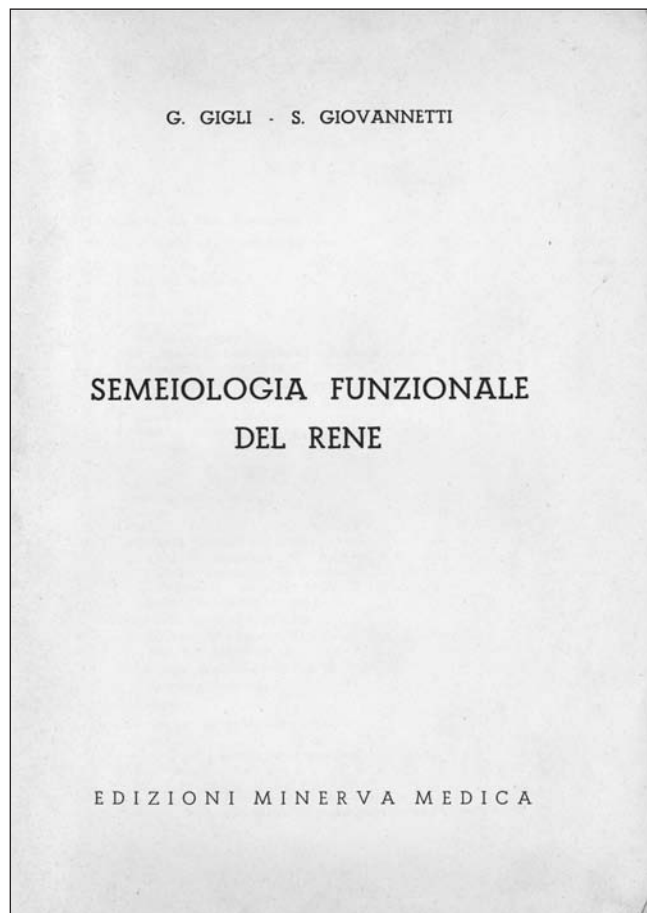 G. GIGLI - S. GIOVANNETTI
SEMEIOLOGIA FUNZIONALE
DEL RENE
EDIZIONI MINERVA MEDICA